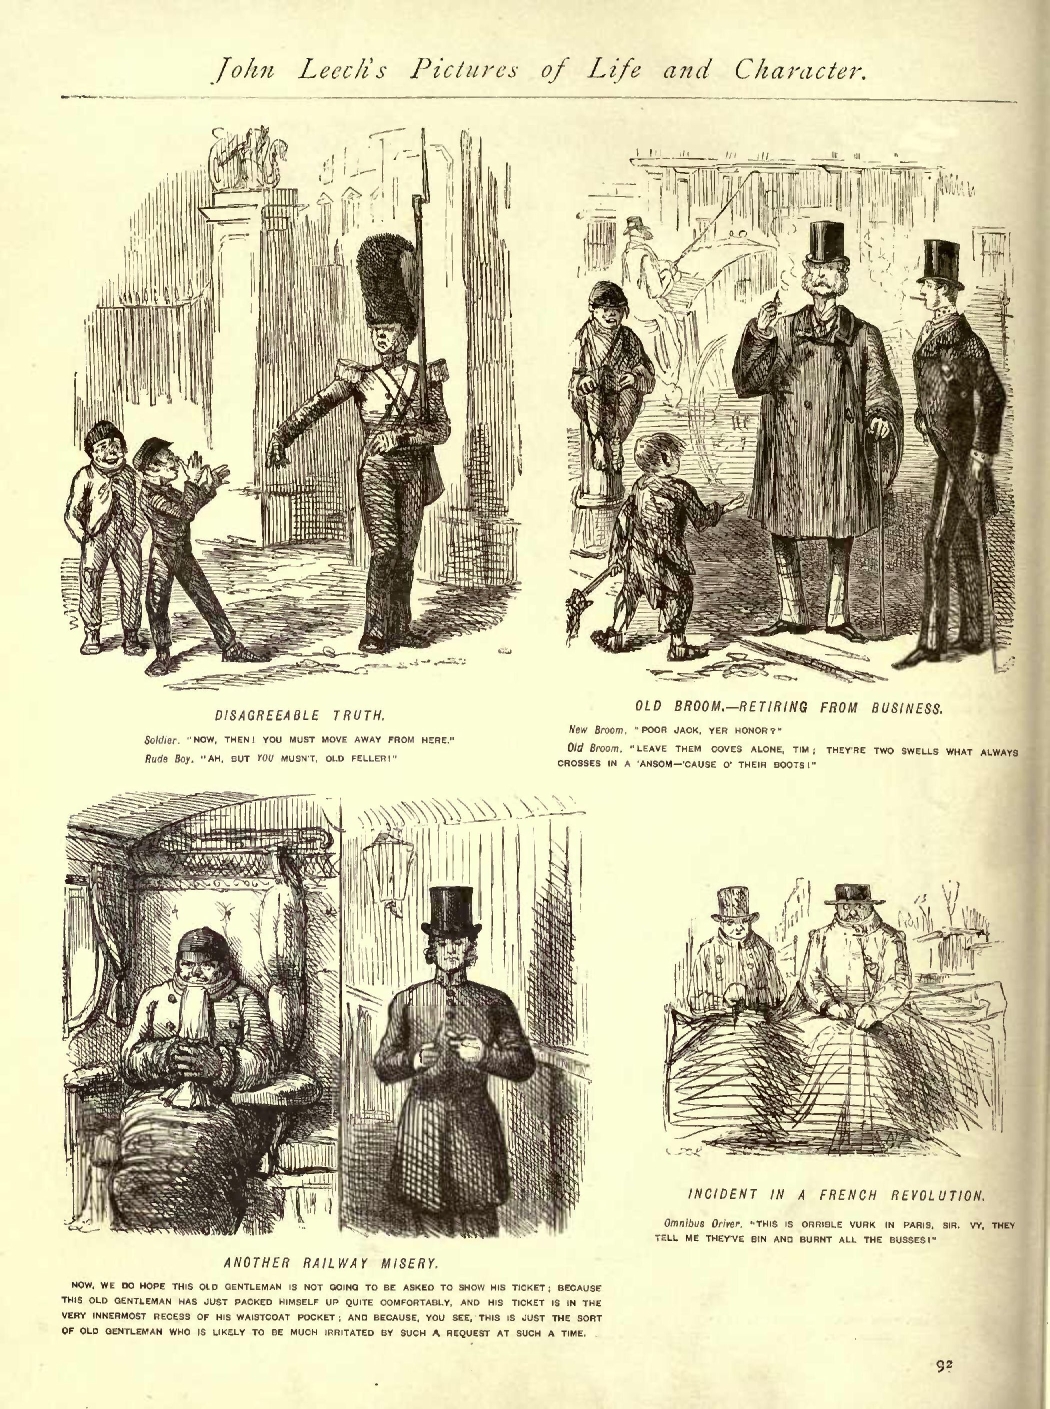 John Leech's Pictures of Life and Character.
DISAGREEABLE TRUTH.
Soldier. "NOW, THEN! YOU MUST MOVE AWAY FROM HERE."
Rude Boy. "AH, BUT YOU MUSN'T, OLD FELLER!"
OLD BROOM.—RETIRING FROM BUSINESS.
New Broom. "POOR JACK, YER HONOR?"
Old Broom. "LEAVE THEM COVES ALONE, TIM; THEY'RE TWO SWELLS WHAT ALWAYS
CROSSES IN A 'ANSOM—'CAUSE O' THEIR BOOTS!"
ANOTHER RAILWAY MISERY.
NOW, WE DO HOPE THIS OLD GENTLEMAN IS NOT GOING TO BE ASKED TO SHOW HIS TICKET; BECAUSE
THIS OLD GENTLEMAN HAS JUST PACKED HIMSELF UP QUITE COMFORTABLY, AND HIS TICKET IS IN THE
VERY INNERMOST RECESS OF HIS WAISTCOAT POCKET; AND BECAUSE, YOU SEE, THIS IS JUST THE SORT
OF OLD GENTLEMAN WHO IS LIKELY TO BE MUCH IRRITATED BY SUCH A REQUEST AT SUCH A TIME.
INCIDENT IN A FRENCH REVOLUTION.
Omnibus Driver. "THIS IS ORRIBLE VURK IN PARIS, SIR. VY, THEY
TELL ME THEY'VE BIN AND BURNT ALL THE BUSSES!"
92